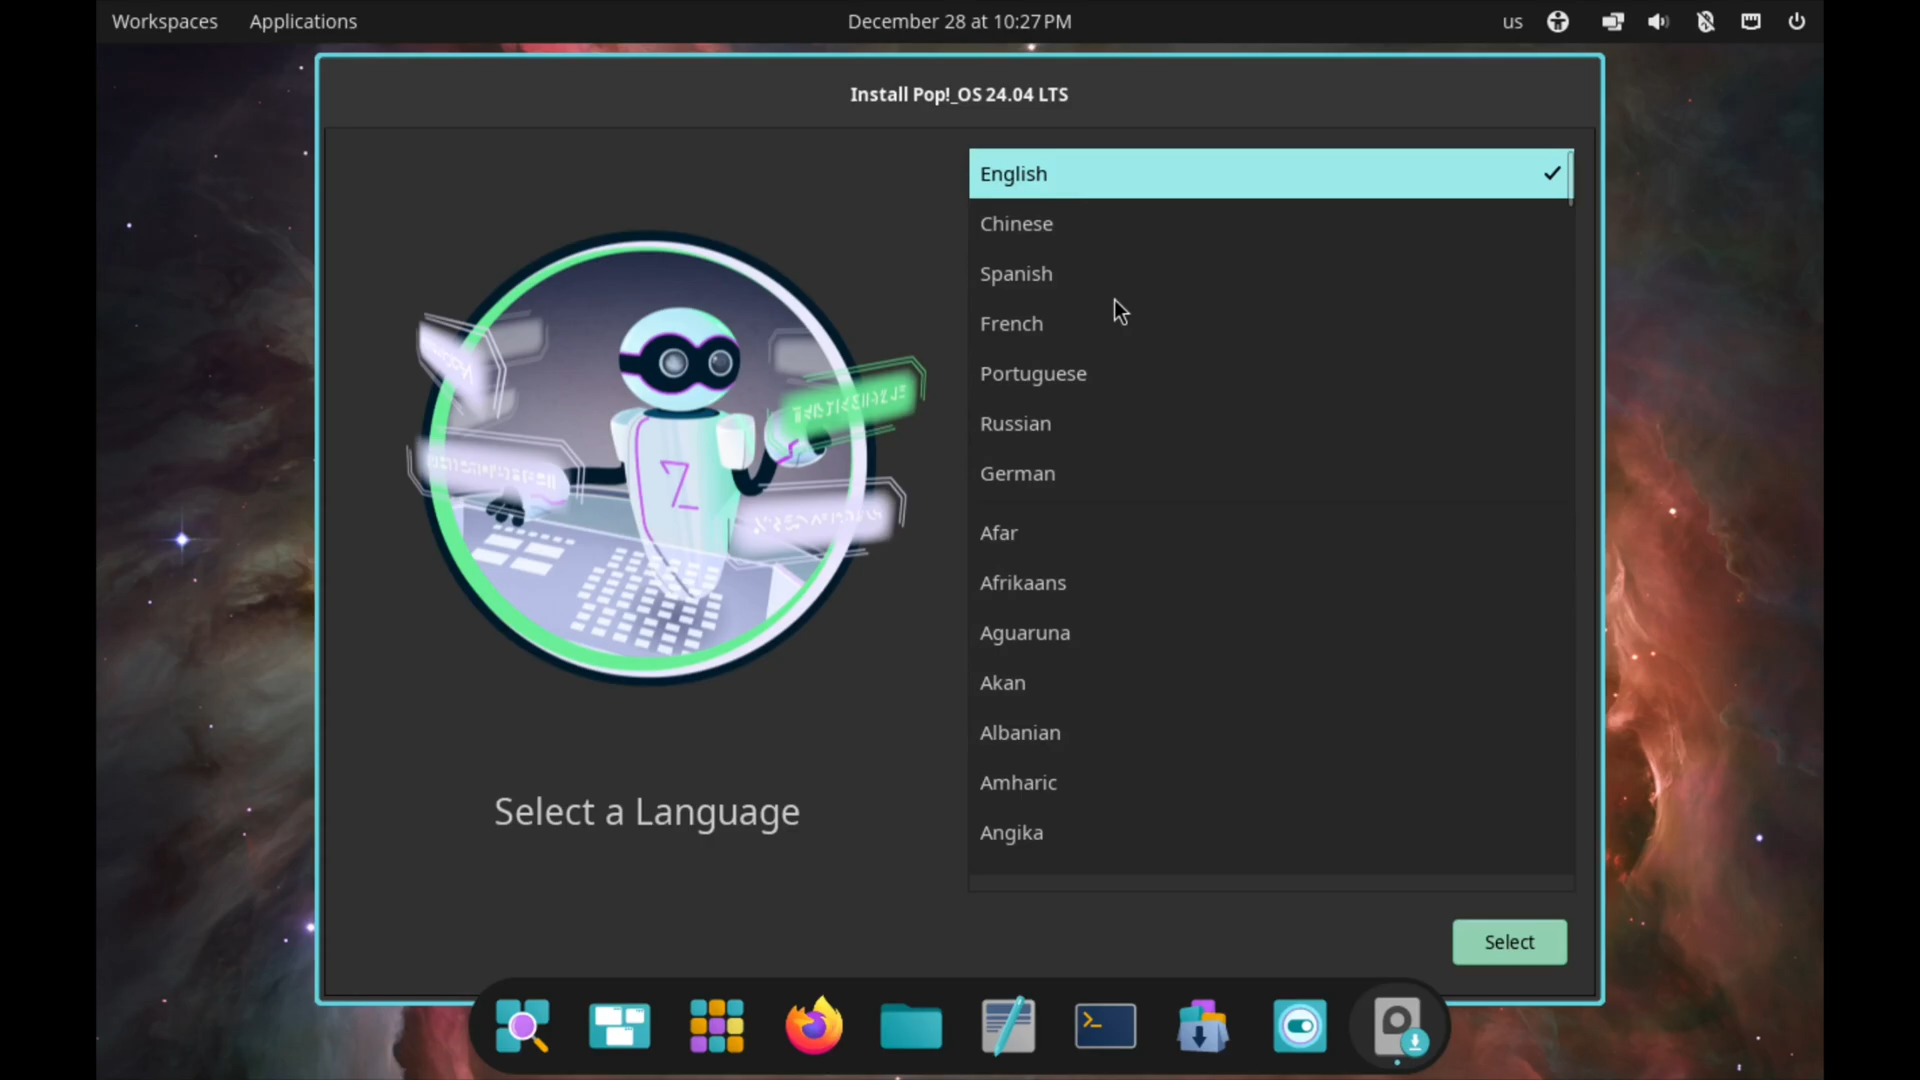 Workspaces Applications December 28 at 10:27 PM us
Install Pop!_OS 24.04 LTS
English
Chinese
Spanish
French
Portuguese
Russian
German
Afar
Afrikaans
Aguaruna
Akan
Albanian
Amharic
Angika
Select a Language
Select